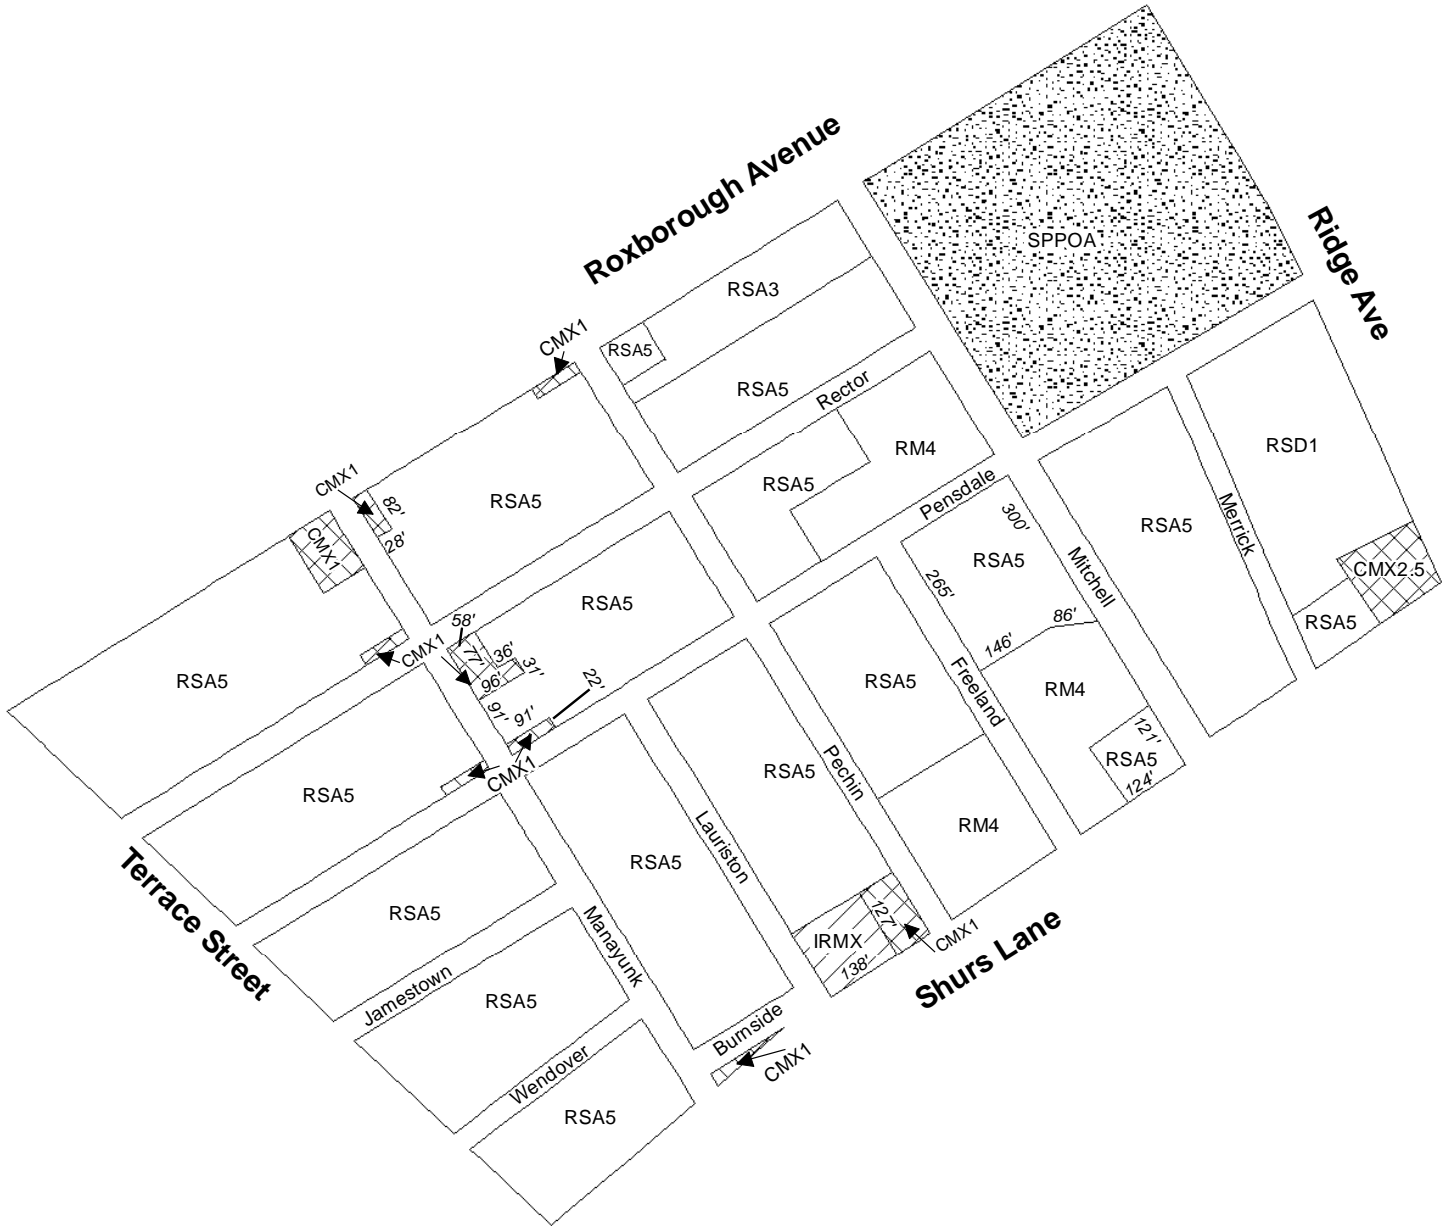 Roxborough Avenue
Ridge Ave
SPPOA
RSA3
CMX1
RSA5
RSA5
Rector
RM4
RSD1
CMX1
82'
28'
RSA5
RSA5
Pensdale
300'
RSA5
Merrick
CMX1
RSA5
265'
Mitchell
CMX2.5
RSA5
58'
77'
36'
31'
96'
CMX1
91'
91'
22'
86'
146'
RSA5
RSA5
RSA5
Freeland
RM4
121'
RSA5
124'
RSA5
CMX1
RSA5
Pechin
RM4
Terrace Street
RSA5
Lauriston
RSA5
Manayunk
IRMX
127'
138'
CMX1
Shurs Lane
Jamestown
RSA5
Burnside
CMX1
Wendover
RSA5